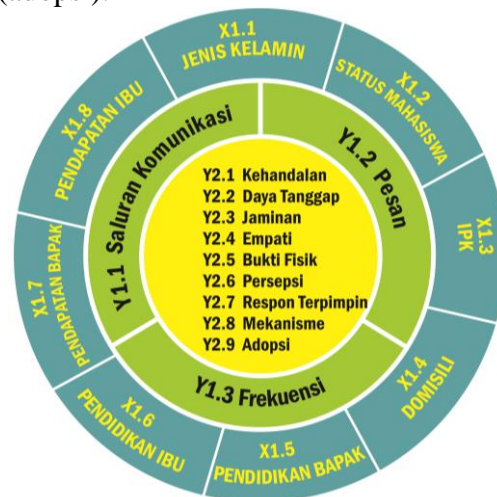 (adopsi).
X1.1
JENIS KELAMIN
X1.2
STATUS MAHASISWA
X1.3
IPK
X1.4
DOMISILI
X1.5
PENDIDIKAN BAPAK
X1.6
PENDIDIKAN IBU
X1.7
PENDAPATAN BAPAK
X1.8
PENDAPATAN IBU
Y1.1 Saluran Komunikasi
Y1.2 Pesan
Y1.3 Frekuensi
Y2.1 Kehandalan
Y2.2 Daya Tanggap
Y2.3 Jaminan
Y2.4 Empati
Y2.5 Bukti Fisik
Y2.6 Persepsi
Y2.7 Respon Terpimpin
Y2.8 Mekanisme
Y2.9 Adopsi